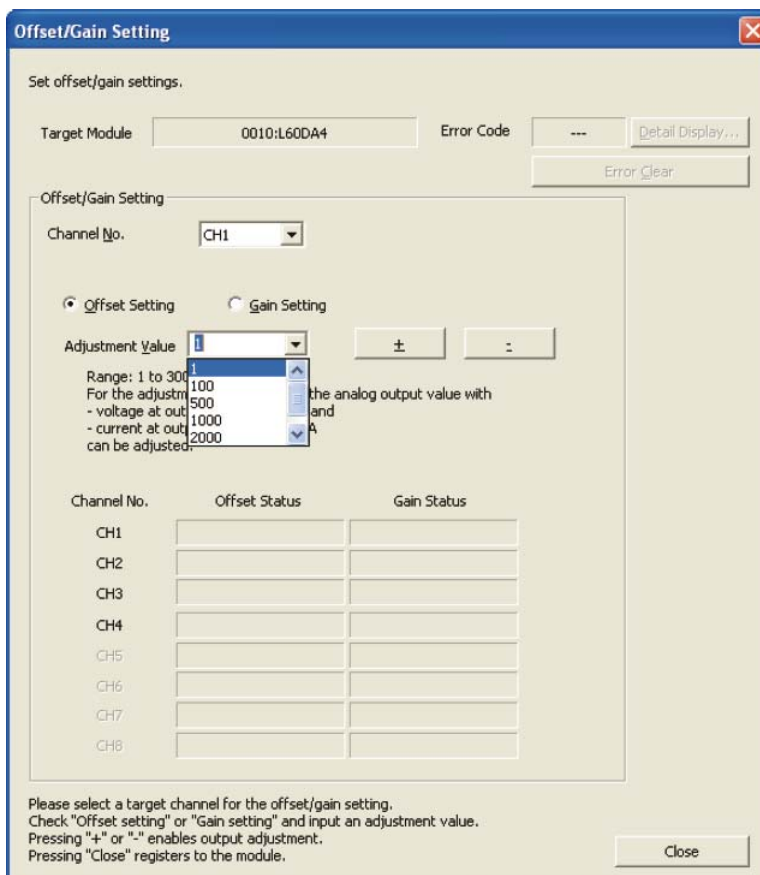 Offset/Gain Setting
Set offset/gain settings.
Target Module 0010:L60DA4 Error Code --- Detail Display...
Error Clear
Offset/Gain Setting
Channel No. CH1
Offset Setting Gain Setting
Adjustment Value 1 + -
1
100
500
1000
2000
Range: 1 to 300
For the the analog output value with
- voltage at and
- current at
can be adjusted.
Channel No. Offset Status Gain Status
CH1
CH2
CH3
CH4
CH5
CH6
CH7
CH8
Please select a target channel for the offset/gain setting.
Check "Offset setting" or "Gain setting" and input an adjustment value.
Pressing "+" or "-" enables output adjustment.
Pressing "Close" registers to the module.
Close